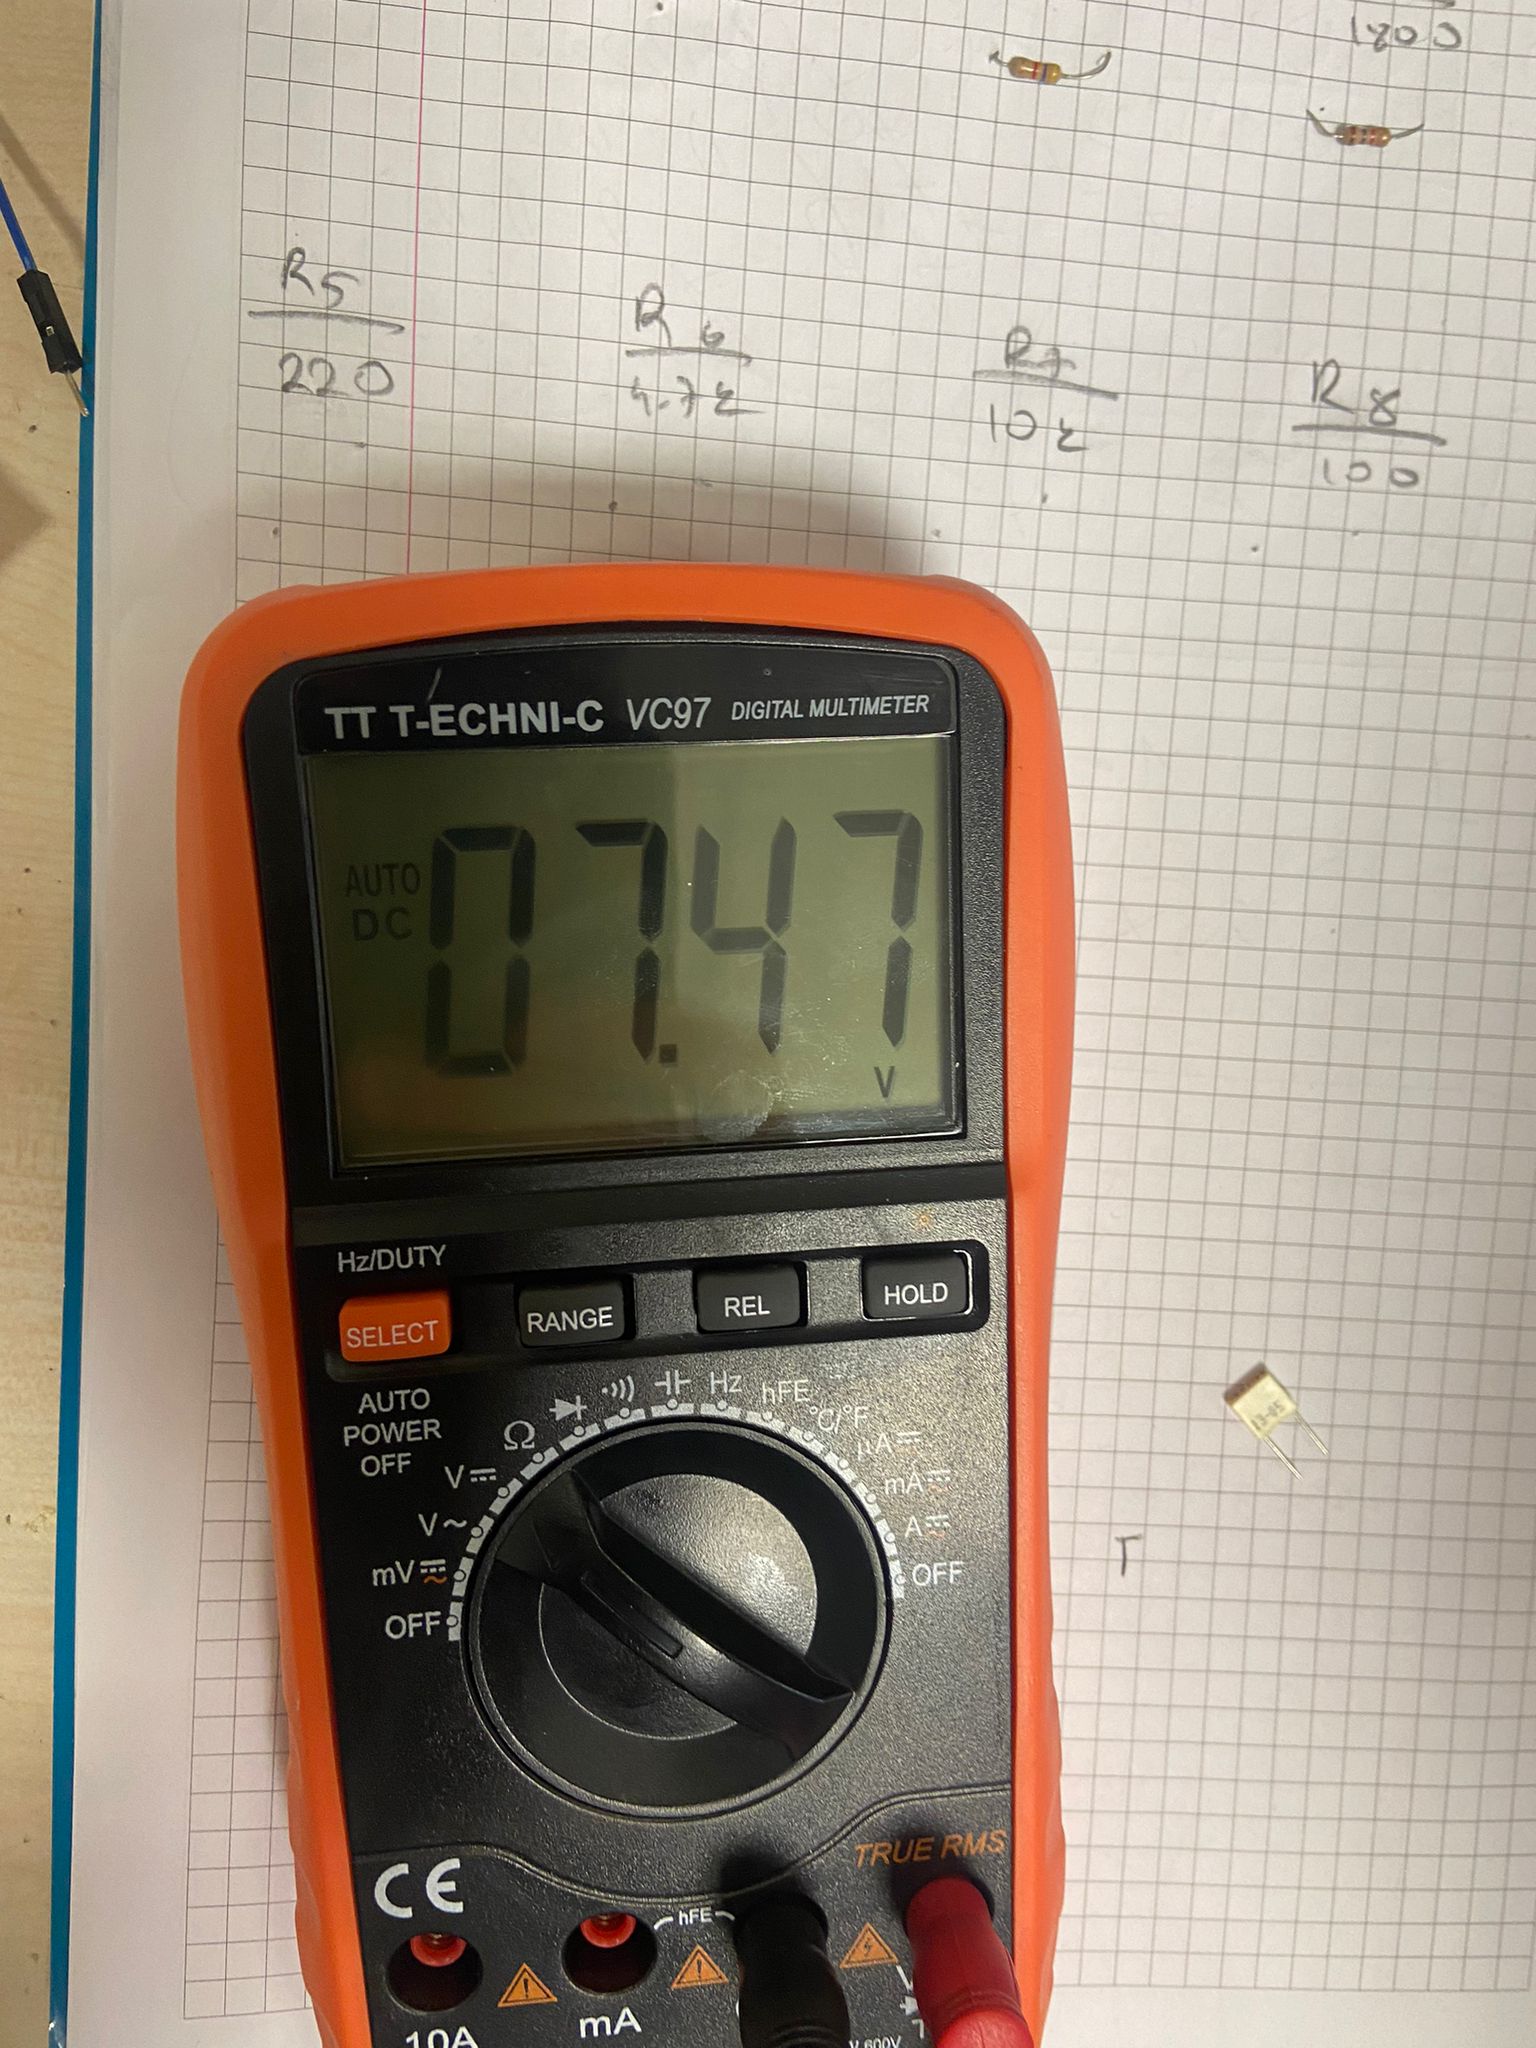 1800
R5
220
R6
4.7k
R7
10k
R8
100
TT T-ECHNI-C VC97 DIGITAL MULTIMETER
AUTO
DC
07.47
V
Hz/DUTY
SELECT
RANGE
REL
HOLD
AUTO
POWER
OFF
Ω
Hz
hFE
°C/°F
V
µA
mA
V~
A
mV
OFF
OFF
T
TRUE RMS
CE
hFE
10A
mA
V 600V